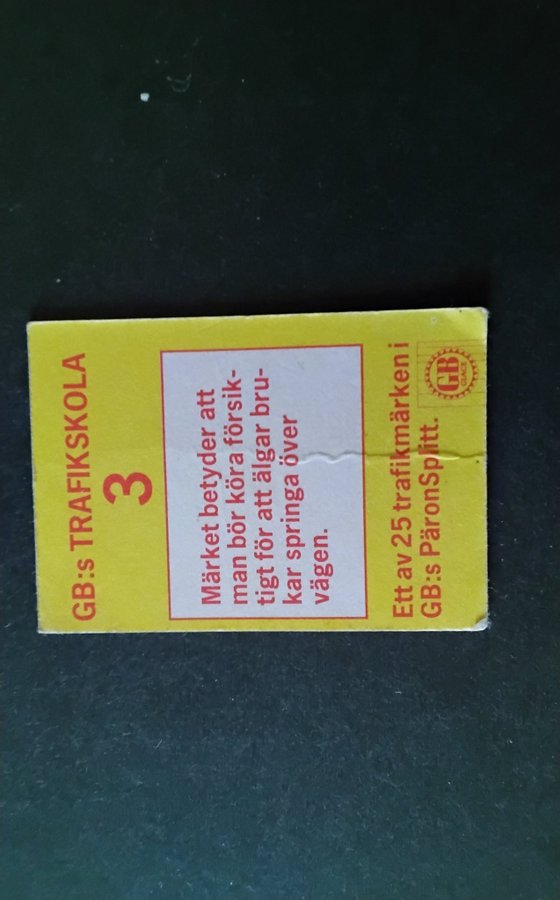 GB:s TRAFIKSKOLA
3
Märket betyder att
man bör köra försik-
tigt för att älgar bru-
kar springa över
vägen.
Ett av 25 trafikmärken i
GB:s PäronSplitt.
GB
GLACE